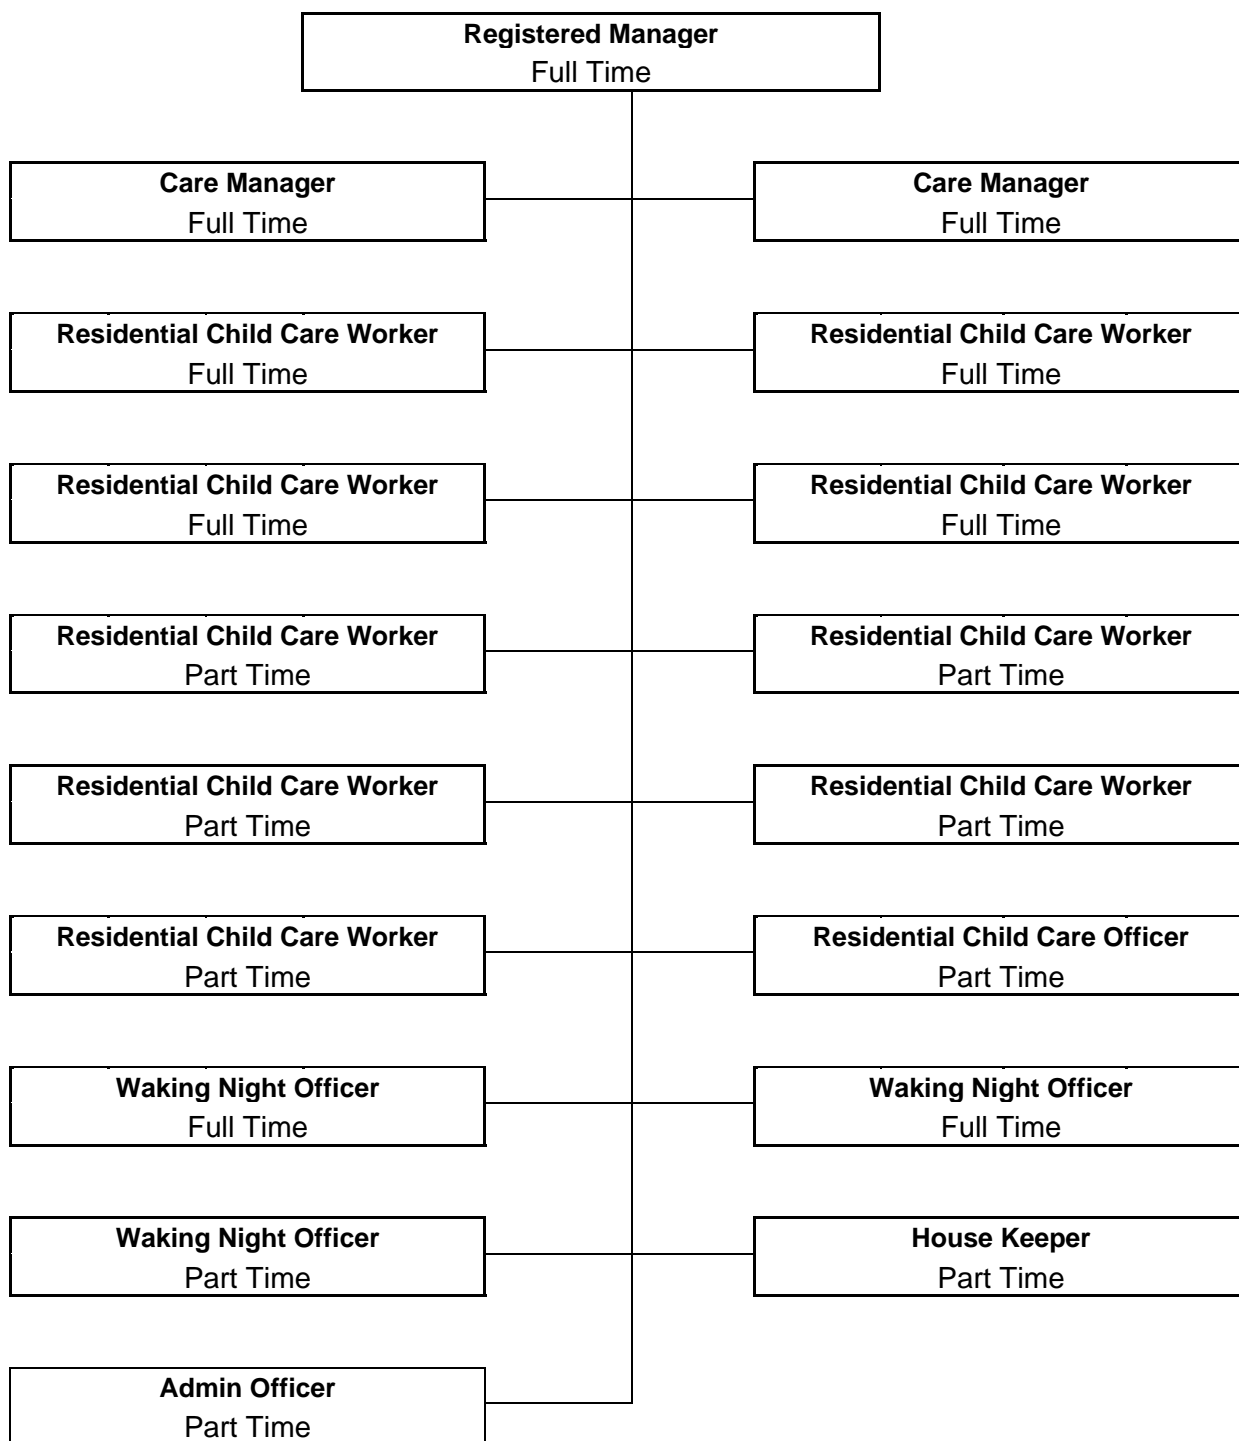 Registered Manager
Full Time
Care Manager
Full Time
Care Manager
Full Time
Residential Child Care Worker
Full Time
Residential Child Care Worker
Full Time
Residential Child Care Worker
Full Time
Residential Child Care Worker
Full Time
Residential Child Care Worker
Part Time
Residential Child Care Worker
Part Time
Residential Child Care Worker
Part Time
Residential Child Care Worker
Part Time
Residential Child Care Worker
Part Time
Residential Child Care Officer
Part Time
Waking Night Officer
Full Time
Waking Night Officer
Full Time
Waking Night Officer
Part Time
House Keeper
Part Time
Admin Officer
Part Time